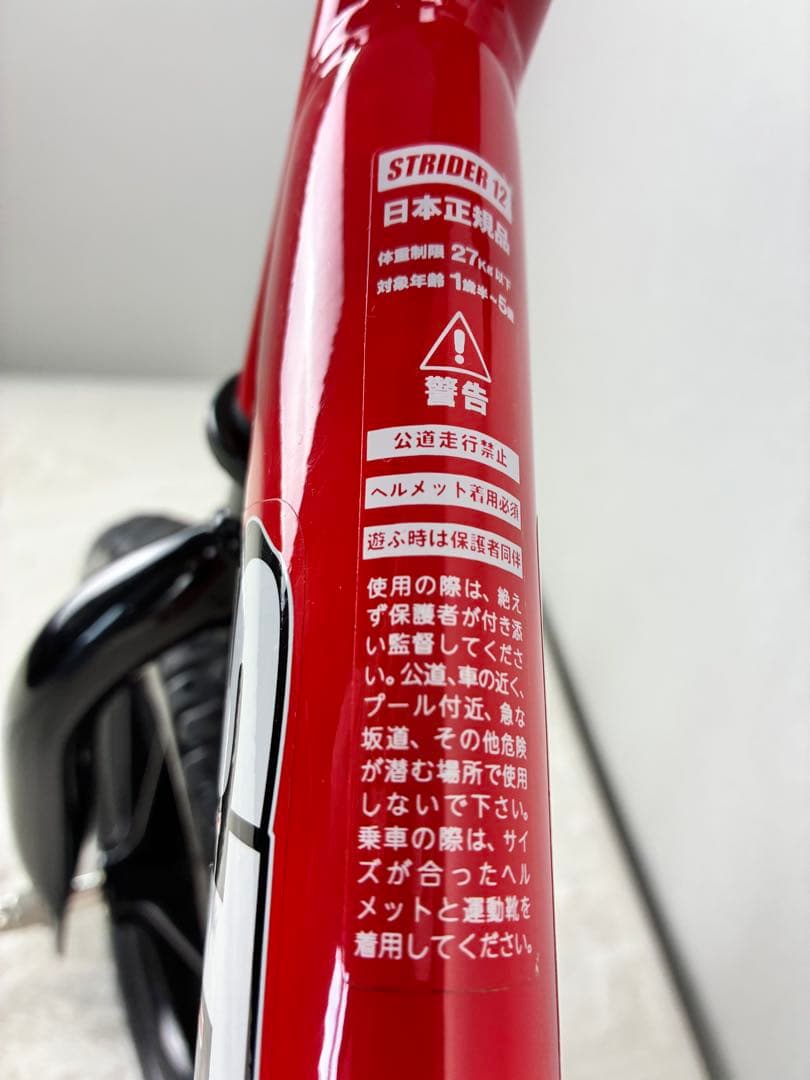 STRIDER 12
日本正規品
体重制限 27Kg以下
対象年齢 1歳半~5歳
警告
公道走行禁止
ヘルメット着用必須
遊ぶ時は保護者同伴
使用の際は、絶え
ず保護者が付き添
い監督してくださ
い。公道、車の近く、
プール付近、急な
坂道、その他危険
が潜む場所で使用
しないで下さい。
乗車の際は、サイ
ズが合ったヘル
メットと運動靴を
着用してください。